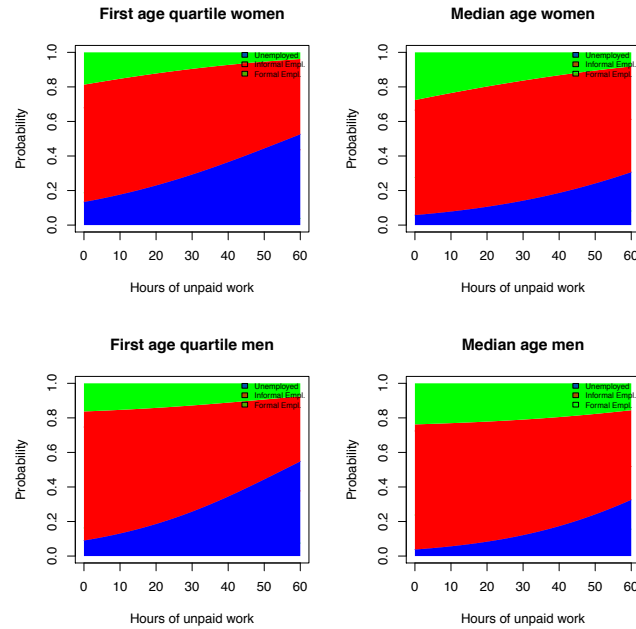 First age quartile women
Probability
1.0
0.8
0.6
0.4
0.2
0.0
Unemployed
Informal Empl.
Formal Empl.
0 10 20 30 40 50 60
Hours of unpaid work
Median age women
Probability
1.0
0.8
0.6
0.4
0.2
0.0
Unemployed
Informal Empl.
Formal Empl.
0 10 20 30 40 50 60
Hours of unpaid work
First age quartile men
Probability
1.0
0.8
0.6
0.4
0.2
0.0
Unemployed
Informal Empl.
Formal Empl.
0 10 20 30 40 50 60
Hours of unpaid work
Median age men
Probability
1.0
0.8
0.6
0.4
0.2
0.0
Unemployed
Informal Empl.
Formal Empl.
0 10 20 30 40 50 60
Hours of unpaid work